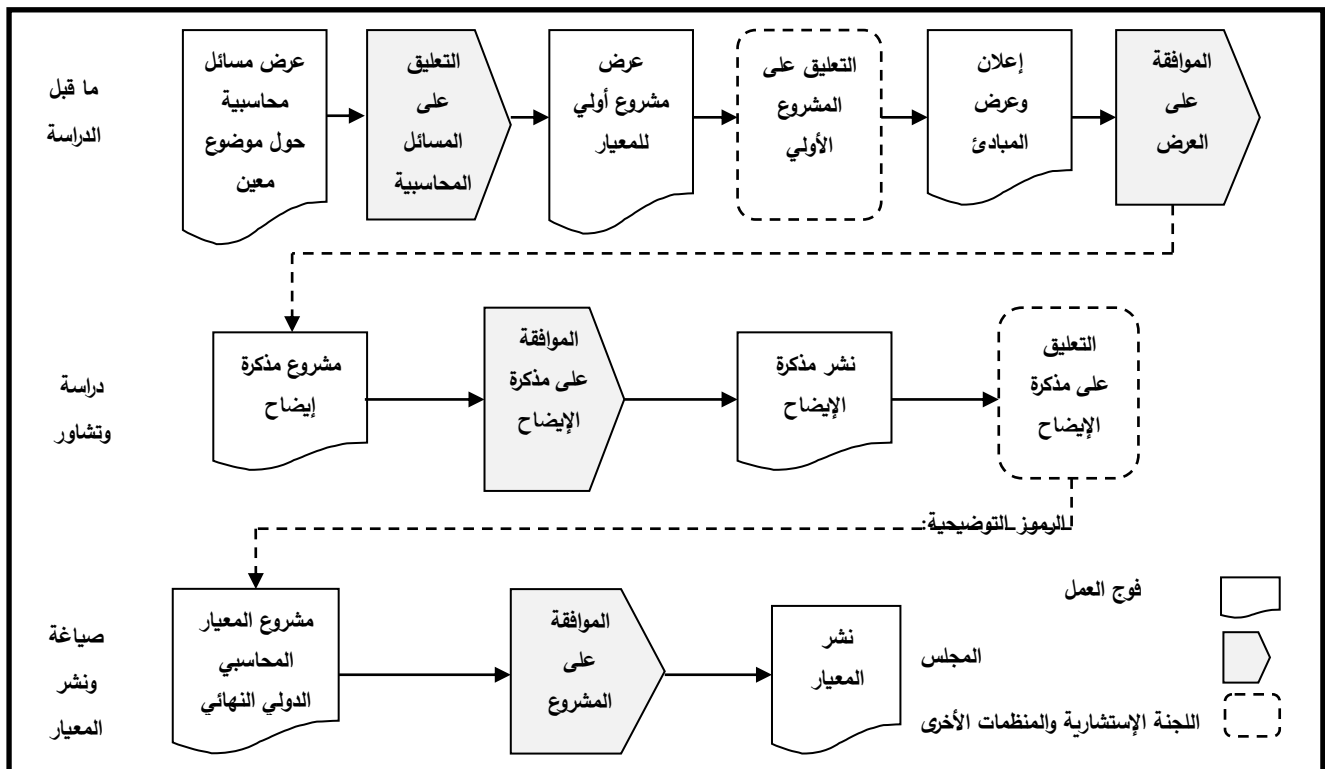 ما قبل
الدراسة
عرض مسائل
محاسبية
حول موضوع
معين
التعليق
على
المسائل
المحاسبية
عرض
مشروع أولي
للمعيار
التعليق على
المشروع
الأولي
إعلان
وعرض
المبادئ
الموافقة
على
العرض
دراسة
وتشاور
مشروع مذكرة
إيضاح
الموافقة
على مذكرة
الإيضاح
نشر مذكرة
الإيضاح
التعليق
على مذكرة
الإيضاح
صياغة
ونشر
المعيار
مشروع المعيار
المحاسبي
الدولي النهائي
الموافقة
على
المشروع
نشر
المعيار
الرموز التوضيحية:
فوج العمل
المجلس
اللجنة الإستشارية والمنظمات الأخرى